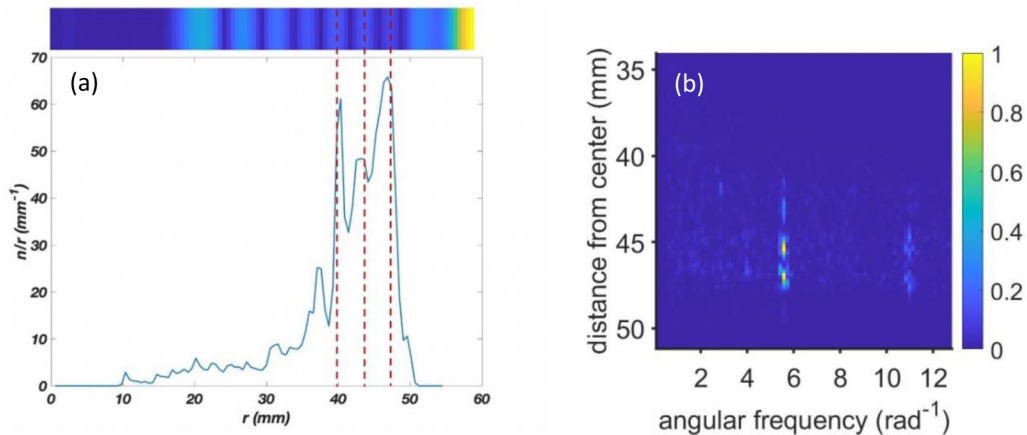 (a)
70
60
50
40
30
20
10
0
n/r (mm⁻¹)
0 10 20 30 40 50 60
r (mm)
(b)
35
40
45
50
distance from center (mm)
2 4 6 8 10 12
angular frequency (rad⁻¹)
1
0.8
0.6
0.4
0.2
0